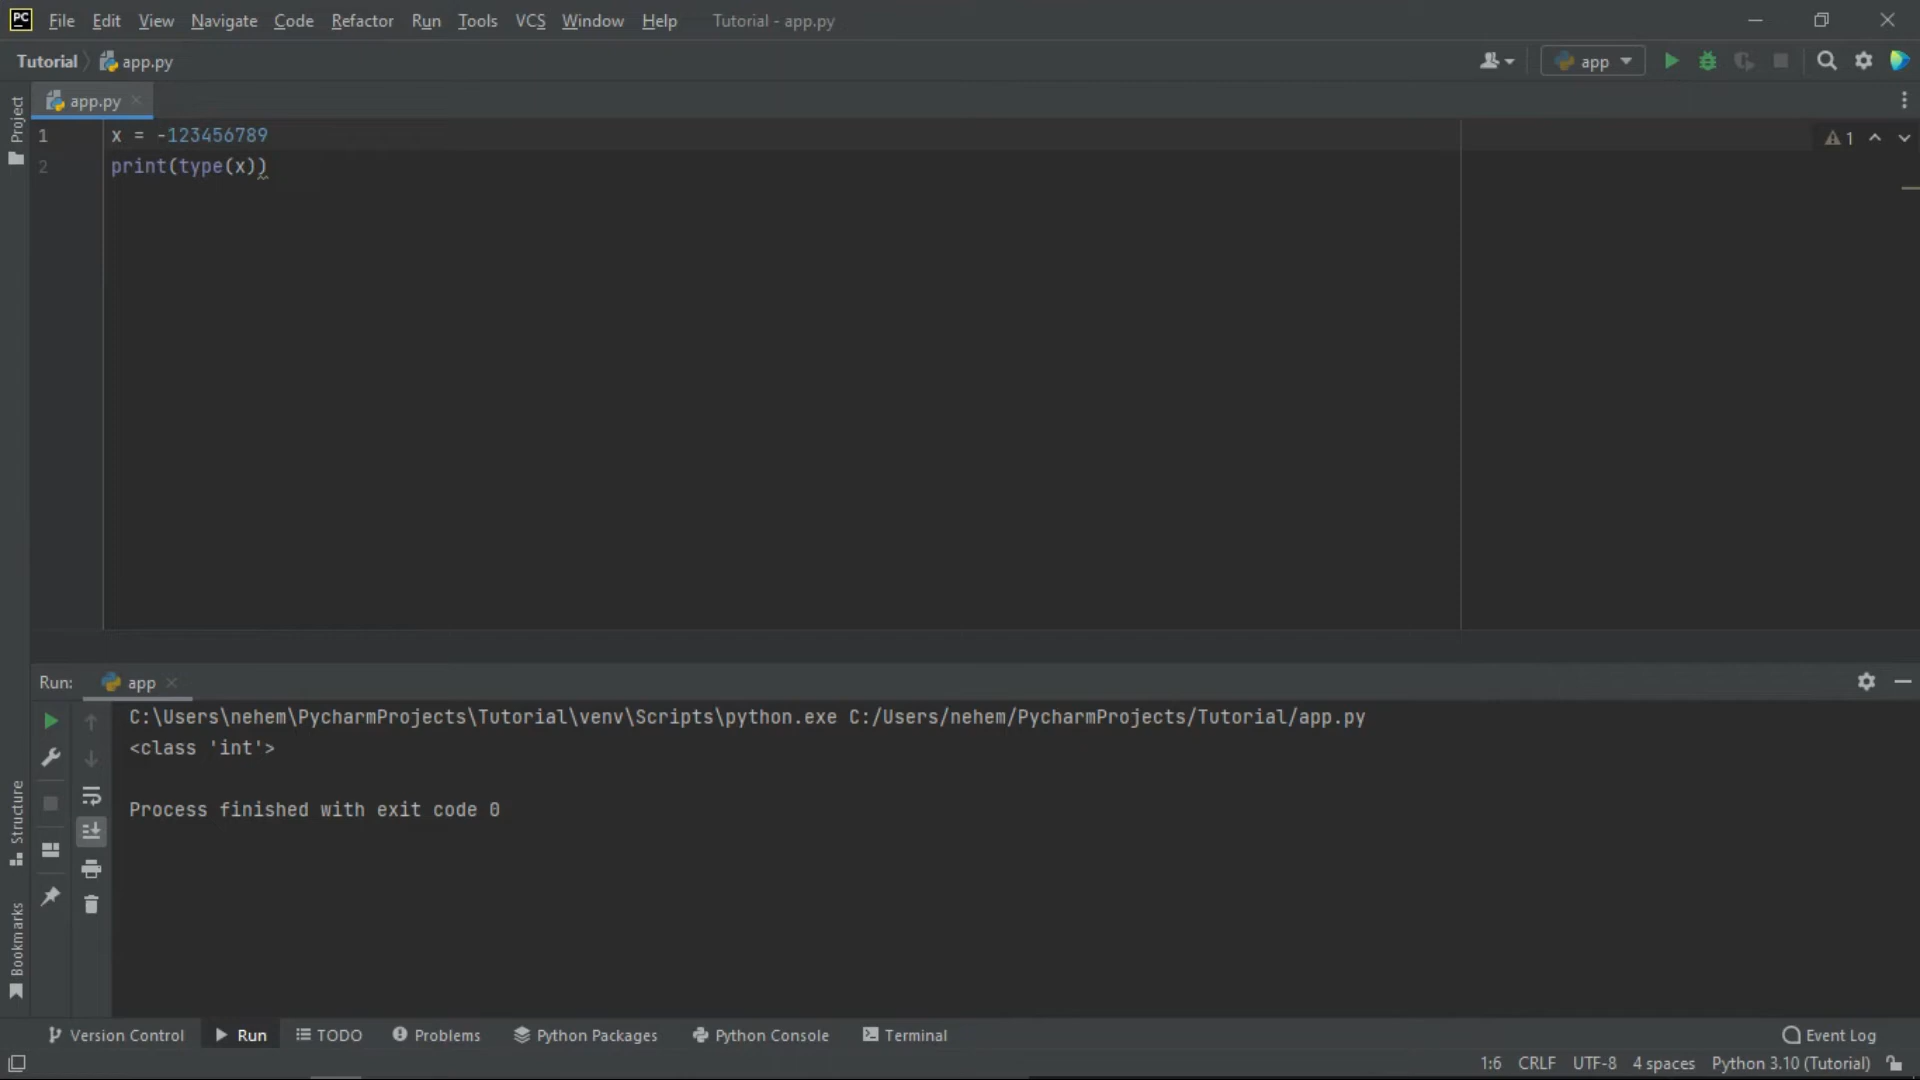 PC File Edit View Navigate Code Refactor Run Tools VCS Window Help Tutorial - app.py
Tutorial app.py app
Project
app.py
1 x = -123456789 1
2 print(type(x))
Run: app
C:\Users\nehem\PycharmProjects\Tutorial\venv\Scripts\python.exe C:/Users/nehem/PycharmProjects/Tutorial/app.py
<class 'int'>
Process finished with exit code 0
Structure
Bookmarks
Version Control Run TODO Problems Python Packages Python Console Terminal Event Log
1:6 CRLF UTF-8 4 spaces Python 3.10 (Tutorial)